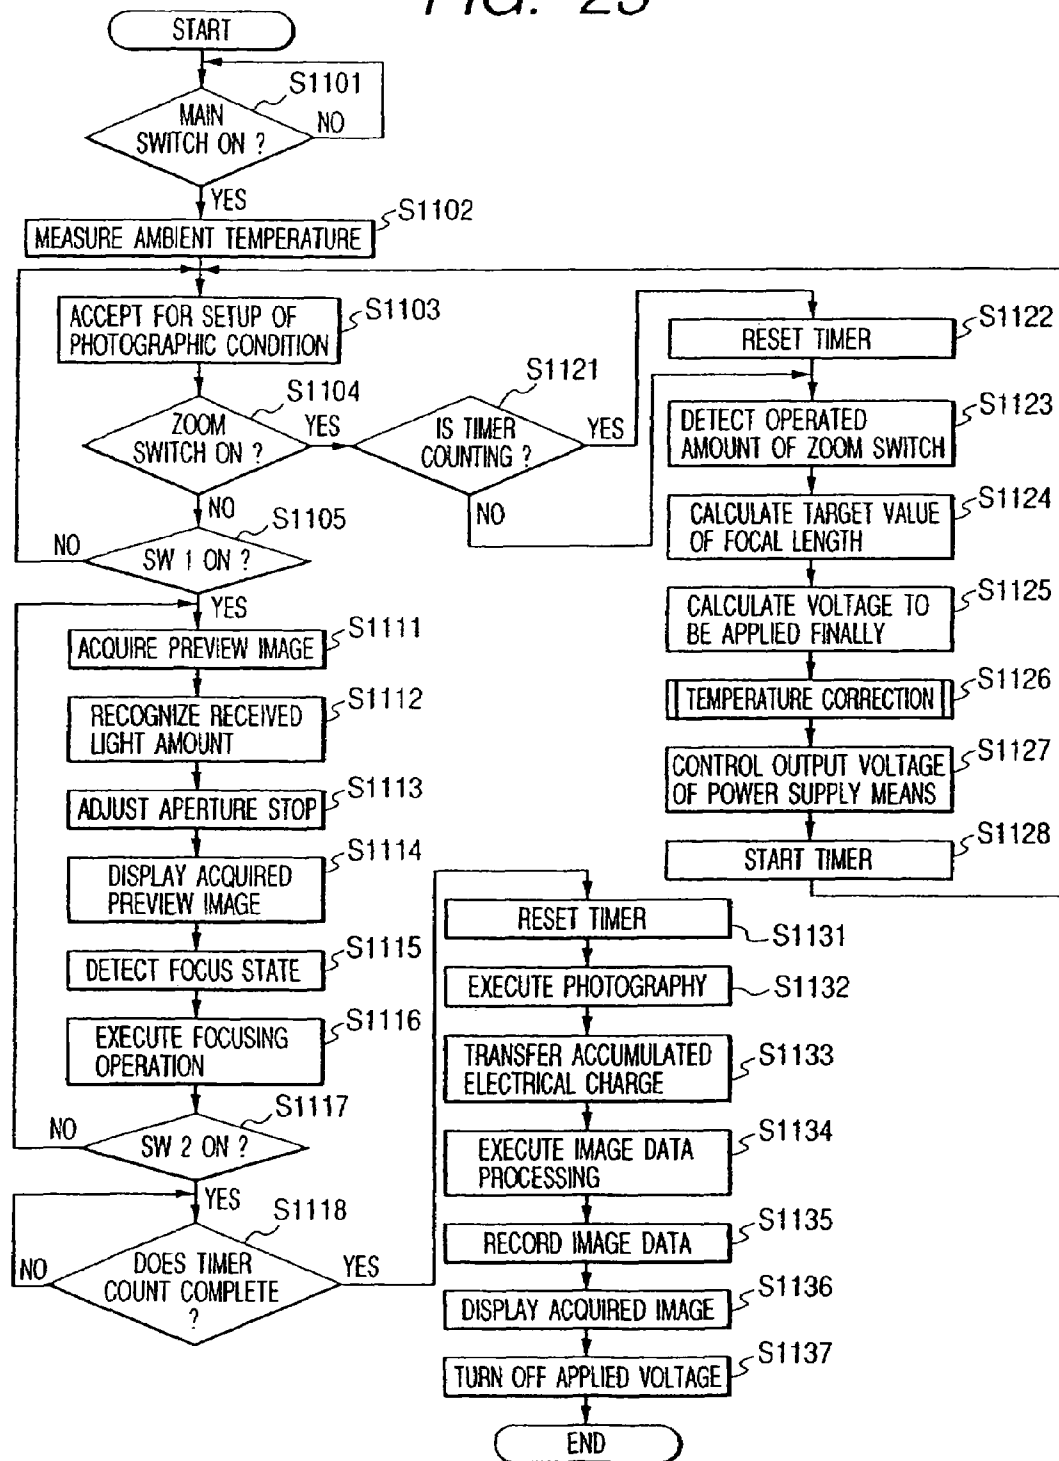 FIG. 23
START
S1101
MAIN
SWITCH ON ?
NO
YES
S1102
MEASURE AMBIENT TEMPERATURE
S1103
ACCEPT FOR SETUP OF
PHOTOGRAPHIC CONDITION
S1104
ZOOM
SWITCH ON ?
YES
NO
S1105
SW 1 ON ?
NO
YES
S1111
ACQUIRE PREVIEW IMAGE
S1112
RECOGNIZE RECEIVED
LIGHT AMOUNT
S1113
ADJUST APERTURE STOP
S1114
DISPLAY ACQUIRED
PREVIEW IMAGE
S1115
DETECT FOCUS STATE
S1116
EXECUTE FOCUSING
OPERATION
S1117
SW 2 ON ?
NO
YES
S1118
DOES TIMER
COUNT COMPLETE
?
NO
YES
S1121
IS TIMER
COUNTING ?
YES
NO
S1122
RESET TIMER
S1123
DETECT OPERATED
AMOUNT OF ZOOM SWITCH
S1124
CALCULATE TARGET VALUE
OF FOCAL LENGTH
S1125
CALCULATE VOLTAGE TO
BE APPLIED FINALLY
S1126
TEMPERATURE CORRECTION
S1127
CONTROL OUTPUT VOLTAGE
OF POWER SUPPLY MEANS
S1128
START TIMER
RESET TIMER
S1131
EXECUTE PHOTOGRAPHY
S1132
TRANSFER ACCUMULATED
ELECTRICAL CHARGE
S1133
EXECUTE IMAGE DATA
PROCESSING
S1134
RECORD IMAGE DATA
S1135
DISPLAY ACQUIRED IMAGE
S1136
TURN OFF APPLIED VOLTAGE
S1137
END